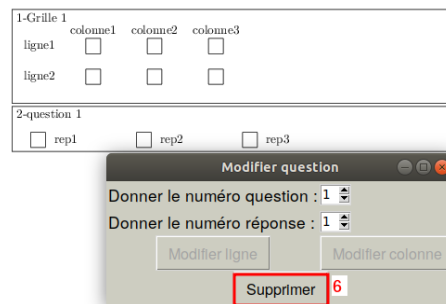 1-Grille 1
colonne1 colonne2 colonne3
ligne1
ligne2
2-question 1
rep1 rep2 rep3
Modifier question
Donner le numéro question : 1
Donner le numéro réponse : 1
Modifier ligne Modifier colonne
Supprimer 6